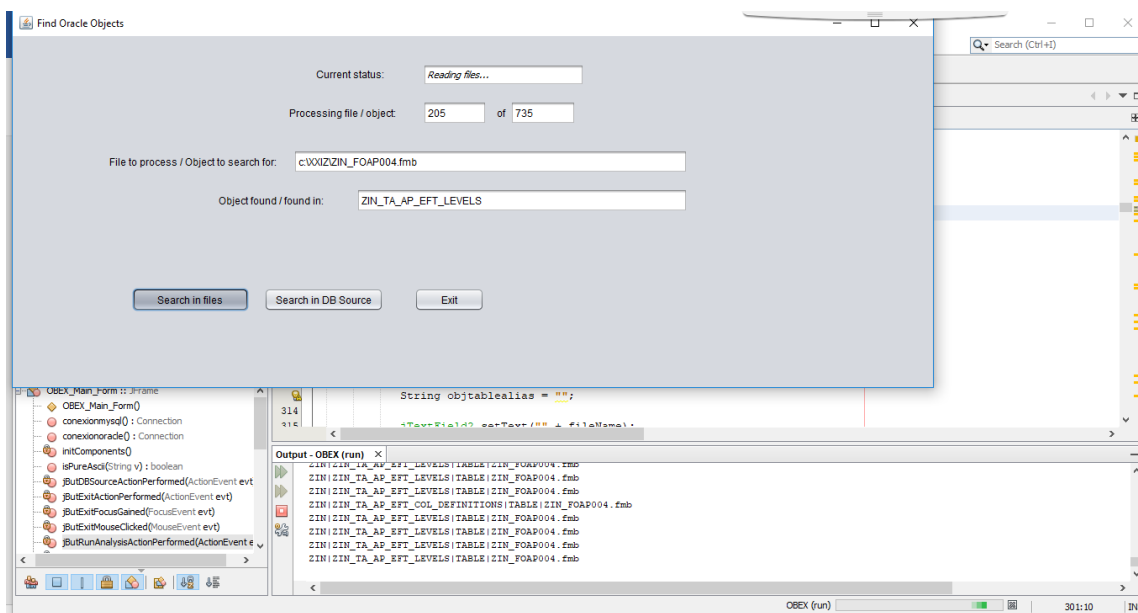 Find Oracle Objects
Search (Ctrl+I)
Current status:
Reading files...
Processing file / object:
205
of
735
File to process / Object to search for:
c:\XXIZ\ZIN_FOAP004.fmb
Object found / found in:
ZIN_TA_AP_EFT_LEVELS
Search in files
Search in DB Source
Exit
OBEX_Main_Form :: JFrame
OBEX_Main_Form()
conexionmysql() : Connection
conexionoracle() : Connection
initComponents()
isPureAscii(String v) : boolean
jButDBSourceActionPerformed(ActionEvent evt
jButExitActionPerformed(ActionEvent evt)
jButExitFocusGained(FocusEvent evt)
jButExitMouseClicked(MouseEvent evt)
jButRunAnalysisActionPerformed(ActionEvent e
String objtablealias = "";
314
315
jTextField2.setText("" + fileName);
Output - OBEX (run)
ZIN|ZIN_TA_AP_EFT_LEVELS|TABLE|ZIN_FOAP004.fmb
ZIN|ZIN_TA_AP_EFT_LEVELS|TABLE|ZIN_FOAP004.fmb
ZIN|ZIN_TA_AP_EFT_LEVELS|TABLE|ZIN_FOAP004.fmb
ZIN|ZIN_TA_AP_EFT_COL_DEFINITIONS|TABLE|ZIN_FOAP004.fmb
ZIN|ZIN_TA_AP_EFT_LEVELS|TABLE|ZIN_FOAP004.fmb
ZIN|ZIN_TA_AP_EFT_LEVELS|TABLE|ZIN_FOAP004.fmb
ZIN|ZIN_TA_AP_EFT_LEVELS|TABLE|ZIN_FOAP004.fmb
ZIN|ZIN_TA_AP_EFT_LEVELS|TABLE|ZIN_FOAP004.fmb
OBEX (run)
301:10
IN